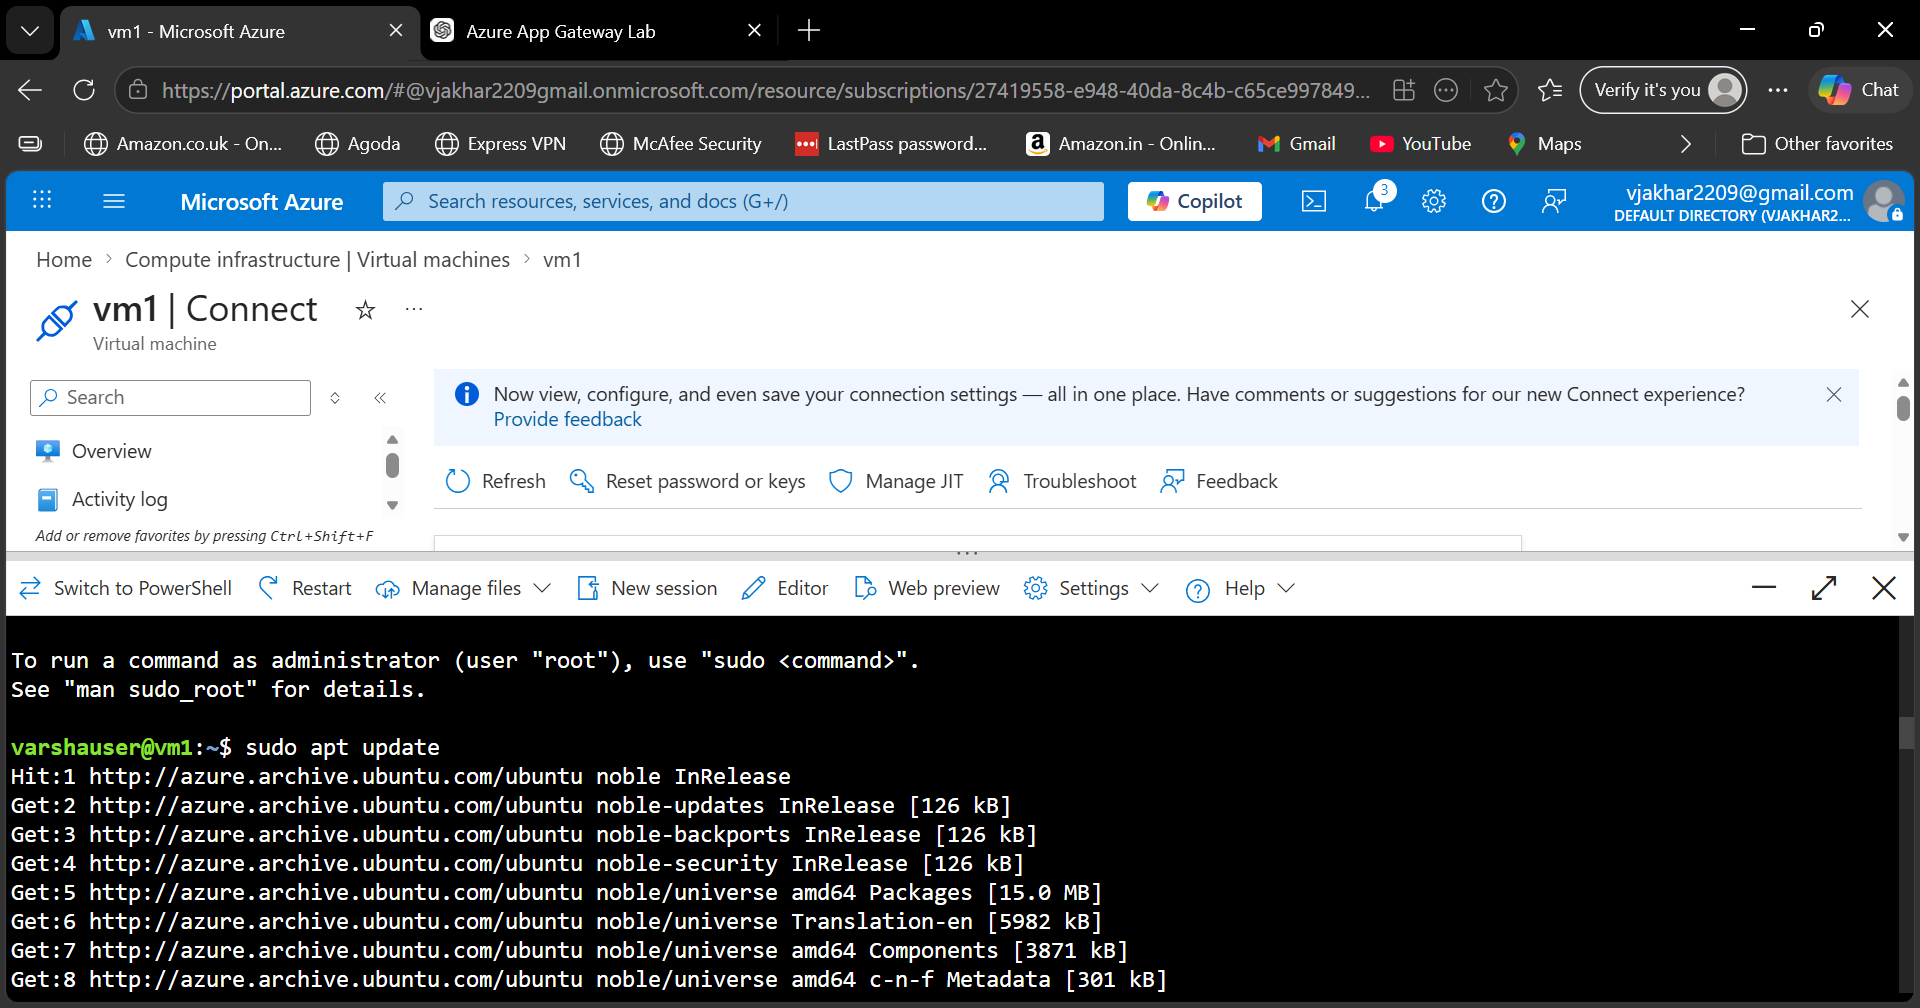 vm1 - Microsoft Azure
Azure App Gateway Lab
https://portal.azure.com/#@vjakhar2209gmail.onmicrosoft.com/resource/subscriptions/27419558-e948-40da-8c4b-c65ce997849...
Verify it's you
Chat
Amazon.co.uk - On...
Agoda
Express VPN
McAfee Security
LastPass password...
Amazon.in - Onlin...
Gmail
YouTube
Maps
Other favorites
Microsoft Azure
Search resources, services, and docs (G+/)
Copilot
3
vjakhar2209@gmail.com
DEFAULT DIRECTORY (VJAKHAR2...
Home > Compute infrastructure | Virtual machines > vm1
vm1 | Connect
Virtual machine
Search
Overview
Activity log
Add or remove favorites by pressing Ctrl+Shift+F
Now view, configure, and even save your connection settings — all in one place. Have comments or suggestions for our new Connect experience?
Provide feedback
Refresh
Reset password or keys
Manage JIT
Troubleshoot
Feedback
Switch to PowerShell
Restart
Manage files
New session
Editor
Web preview
Settings
Help
To run a command as administrator (user "root"), use "sudo <command>".
See "man sudo_root" for details.
varshauser@vm1:~$ sudo apt update
Hit:1 http://azure.archive.ubuntu.com/ubuntu noble InRelease
Get:2 http://azure.archive.ubuntu.com/ubuntu noble-updates InRelease [126 kB]
Get:3 http://azure.archive.ubuntu.com/ubuntu noble-backports InRelease [126 kB]
Get:4 http://azure.archive.ubuntu.com/ubuntu noble-security InRelease [126 kB]
Get:5 http://azure.archive.ubuntu.com/ubuntu noble/universe amd64 Packages [15.0 MB]
Get:6 http://azure.archive.ubuntu.com/ubuntu noble/universe Translation-en [5982 kB]
Get:7 http://azure.archive.ubuntu.com/ubuntu noble/universe amd64 Components [3871 kB]
Get:8 http://azure.archive.ubuntu.com/ubuntu noble/universe amd64 c-n-f Metadata [301 kB]